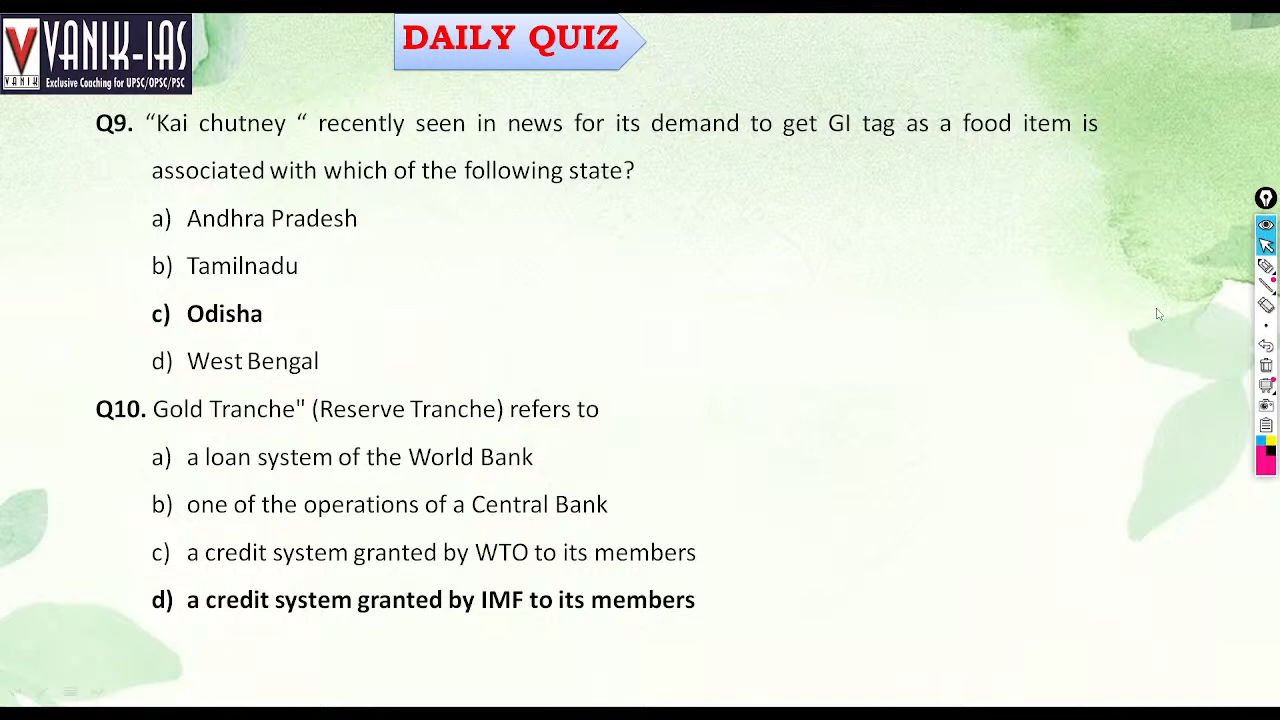 VANIK-IAS
VANIK
Exclusive Coaching for UPSC/OPSC/PSC
DAILY QUIZ
Q9. “Kai chutney “ recently seen in news for its demand to get GI tag as a food item is
associated with which of the following state?
a) Andhra Pradesh
b) Tamilnadu
c) Odisha
d) West Bengal
Q10. Gold Tranche" (Reserve Tranche) refers to
a) a loan system of the World Bank
b) one of the operations of a Central Bank
c) a credit system granted by WTO to its members
d) a credit system granted by IMF to its members